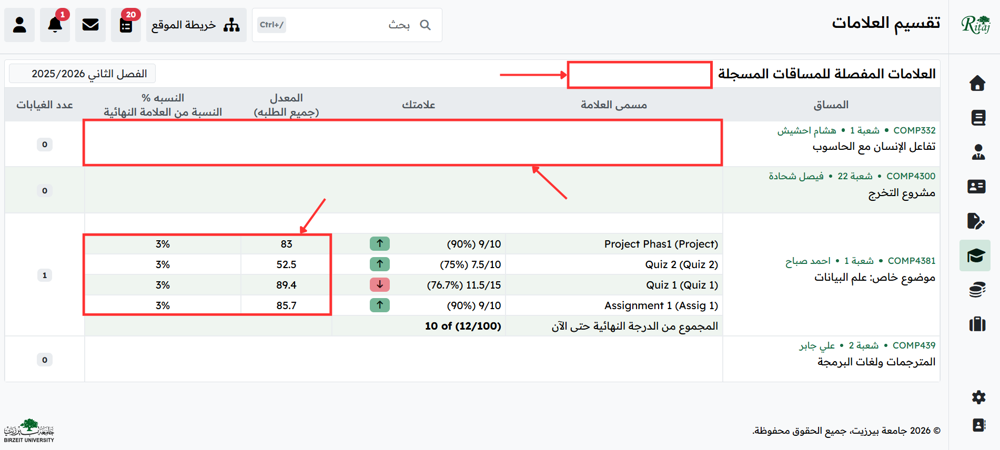 Ritaj
تقسيم العلامات
بحث
Ctrl+/
خريطة الموقع
20
1
العلامات المفصلة للمساقات المسجلة
الفصل الثاني 2025/2026
المساق
مسمى العلامة
علامتك
المعدل
(جميع الطلبه)
النسبه %
النسبة من العلامة النهائية
عدد الغيابات
COMP332 • شعبة 1 • هشام احشيش
تفاعل الإنسان مع الحاسوب
0
COMP4300 • شعبة 22 • فيصل شحادة
مشروع التخرج
0
COMP4381 • شعبة 1 • احمد صباح
موضوع خاص: علم البيانات
Project Phas1 (Project)
9/10 (90%)
83
3%
Quiz 2 (Quiz 2)
7.5/10 (75%)
52.5
3%
Quiz 1 (Quiz 1)
11.5/15 (76.7%)
89.4
3%
Assignment 1 (Assig 1)
9/10 (90%)
85.7
3%
المجموع من الدرجة النهائية حتى الآن
10 of (12/100)
1
COMP439 • شعبة 2 • علي جابر
المترجمات ولغات البرمجة
0
© 2026 جامعة بيرزيت، جميع الحقوق محفوظة.
جامعة بيرزيت
BIRZEIT UNIVERSITY